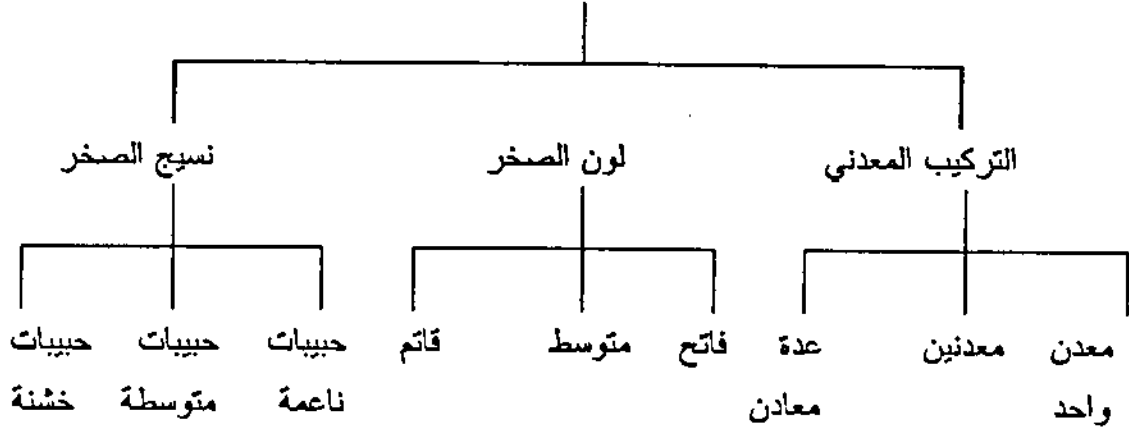 التركيب المعدني
لون الصخر
نسيج الصخر
معدن
واحد
معدنين
عدة
معادن
فاتح
متوسط
قاتم
حبيبات
ناعمة
حبيبات
متوسطة
حبيبات
خشنة